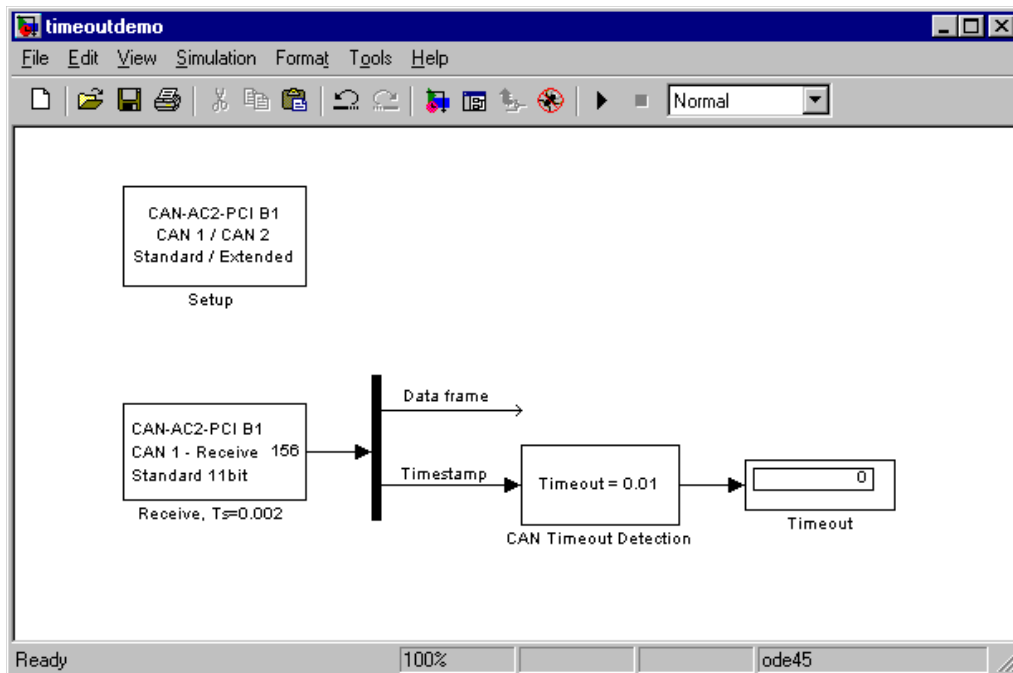 timeoutdemo
File Edit View Simulation Format Tools Help
Normal
CAN-AC2-PCI B1
CAN 1 / CAN 2
Standard / Extended
Setup
CAN-AC2-PCI B1
CAN 1 - Receive 156
Standard 11bit
Receive, Ts=0.002
Data frame
Timestamp
Timeout = 0.01
CAN Timeout Detection
0
Timeout
Ready 100% ode45